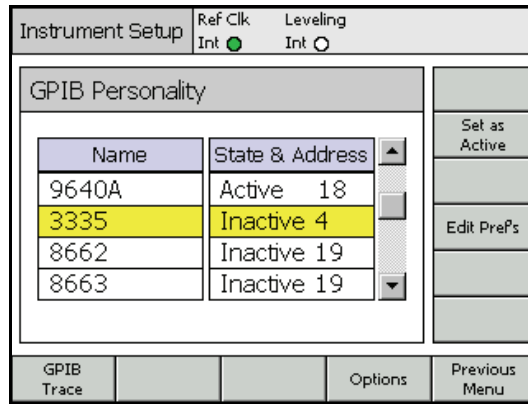 Instrument Setup
Ref Clk Leveling
Int Int
GPIB Personality
Name State & Address
9640A Active 18
3335 Inactive 4
8662 Inactive 19
8663 Inactive 19
Set as
Active
Edit Pref's
GPIB
Trace
Options
Previous
Menu